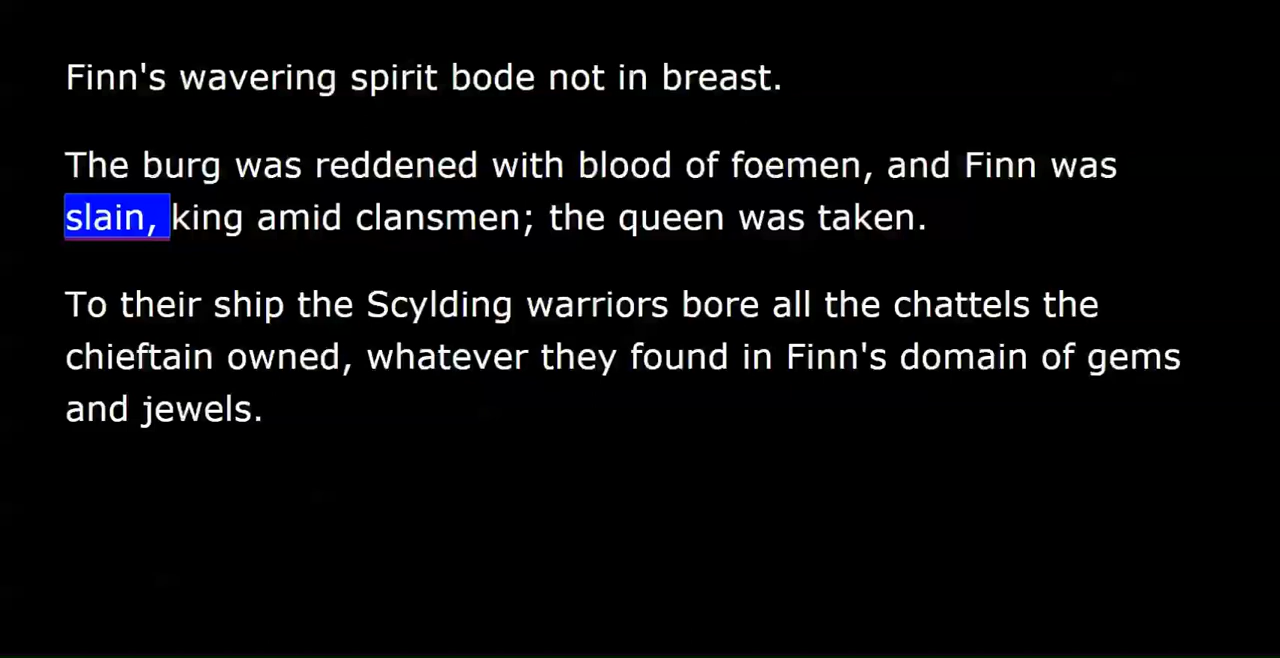 Finn's wavering spirit bode not in breast.
The burg was reddened with blood of foemen, and Finn was
slain, king amid clansmen; the queen was taken.
To their ship the Scylding warriors bore all the chattels the
chieftain owned, whatever they found in Finn's domain of gems
and jewels.